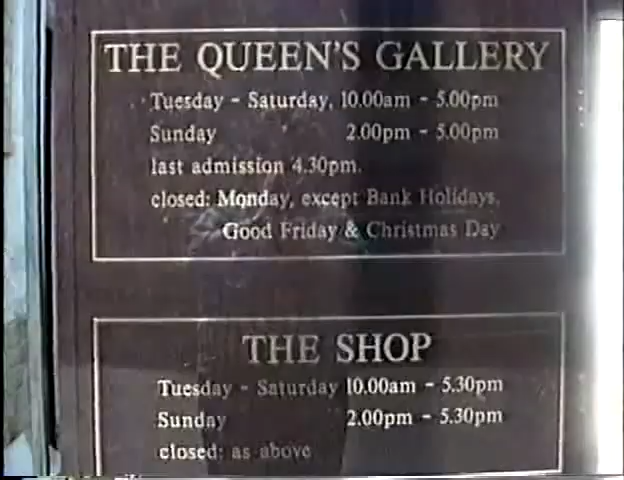 THE QUEEN'S GALLERY
Tuesday - Saturday, 10.00am - 5.00pm
Sunday 2.00pm - 5.00pm
last admission 4.30pm.
closed: Monday, except Bank Holidays,
Good Friday & Christmas Day
THE SHOP
Tuesday - Saturday 10.00am - 5.30pm
Sunday 2.00pm - 5.30pm
closed: as above